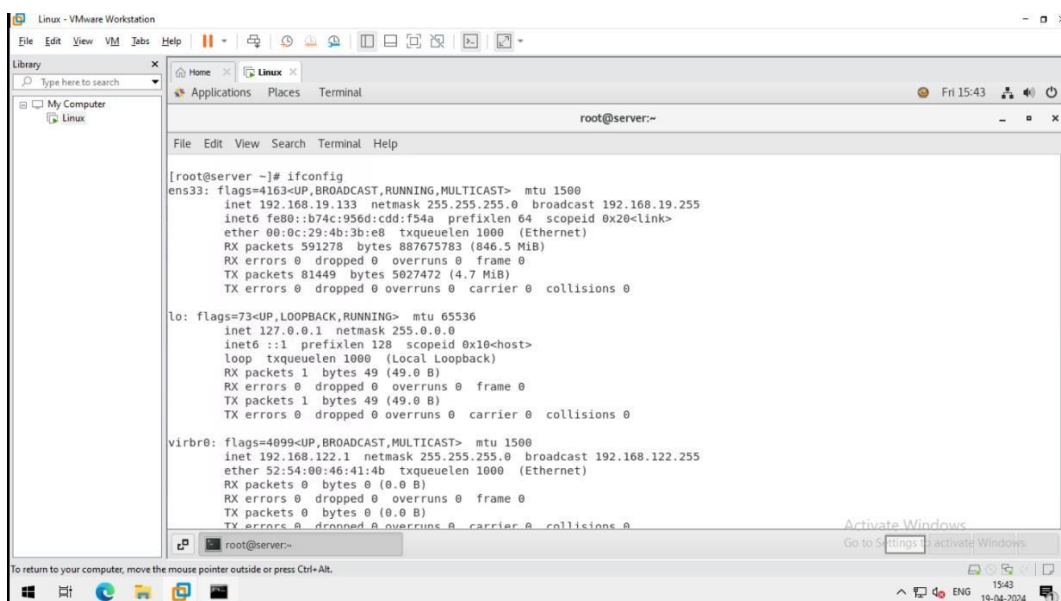 Linux - VMware Workstation
File Edit View VM Tabs Help
Library
Type here to search
My Computer
Linux
Home Linux
Applications Places Terminal Fri 15:43
root@server:~
File Edit View Search Terminal Help
[root@server ~]# ifconfig
ens33: flags=4163<UP,BROADCAST,RUNNING,MULTICAST> mtu 1500
inet 192.168.19.133 netmask 255.255.255.0 broadcast 192.168.19.255
inet6 fe80::b74c:956d:cdd:f54a prefixlen 64 scopeid 0x20<link>
ether 00:0c:29:4b:3b:e8 txqueuelen 1000 (Ethernet)
RX packets 591278 bytes 887675783 (846.5 MiB)
RX errors 0 dropped 0 overruns 0 frame 0
TX packets 81449 bytes 5027472 (4.7 MiB)
TX errors 0 dropped 0 overruns 0 carrier 0 collisions 0
lo: flags=73<UP,LOOPBACK,RUNNING> mtu 65536
inet 127.0.0.1 netmask 255.0.0.0
inet6 ::1 prefixlen 128 scopeid 0x10<host>
loop txqueuelen 1000 (Local Loopback)
RX packets 1 bytes 49 (49.0 B)
RX errors 0 dropped 0 overruns 0 frame 0
TX packets 1 bytes 49 (49.0 B)
TX errors 0 dropped 0 overruns 0 carrier 0 collisions 0
virbr0: flags=4099<UP,BROADCAST,MULTICAST> mtu 1500
inet 192.168.122.1 netmask 255.255.255.0 broadcast 192.168.122.255
ether 52:54:00:46:41:4b txqueuelen 1000 (Ethernet)
RX packets 0 bytes 0 (0.0 B)
RX errors 0 dropped 0 overruns 0 frame 0
TX packets 0 bytes 0 (0.0 B)
TX errors 0 dropped 0 overruns 0 carrier 0 collisions 0
Activate Windows
Go to Settings to activate Windows.
root@server:~
To return to your computer, move the mouse pointer outside or press Ctrl+Alt.
ENG
15:43
19-04-2024